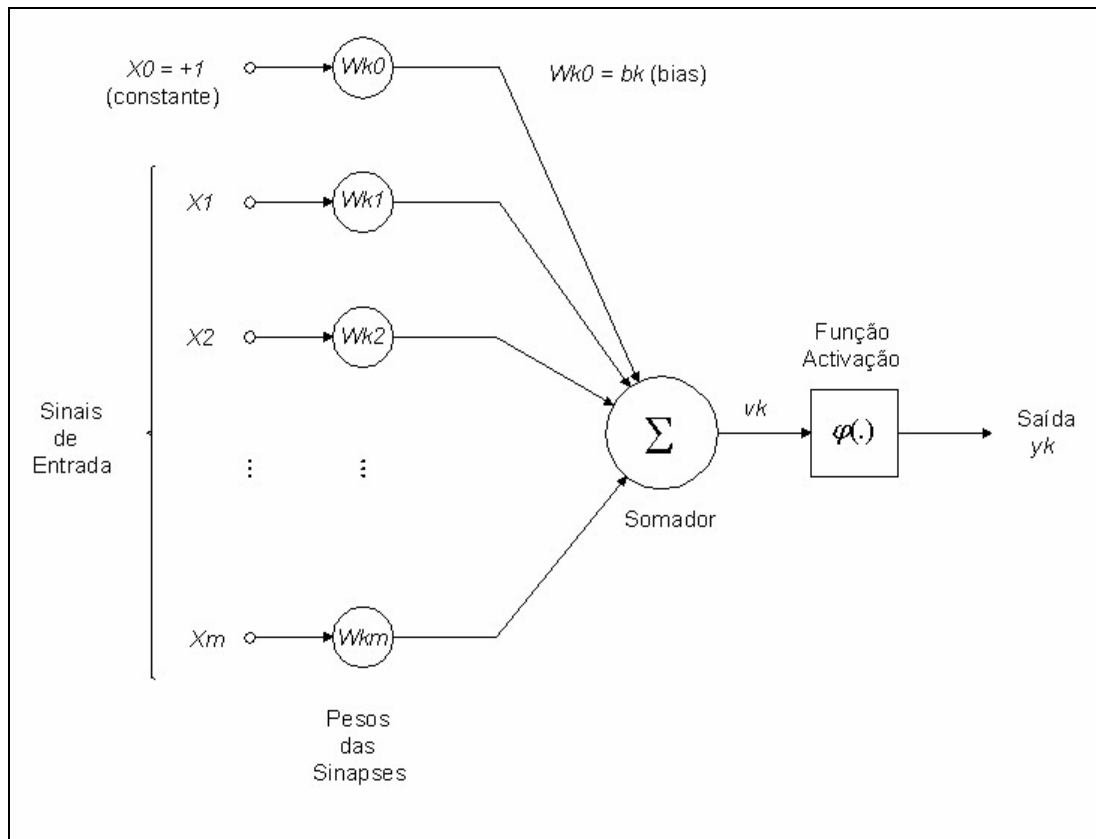 X0 = +1
(constante)
Wk0
Wk0 = bk (bias)
X1
Wk1
X2
Wk2
Função
Activação
Sinais
de
Entrada
⋮
⋮
Σ
vk
φ(.)
Saída
yk
Somador
Xm
Wkm
Pesos
das
Sinapses